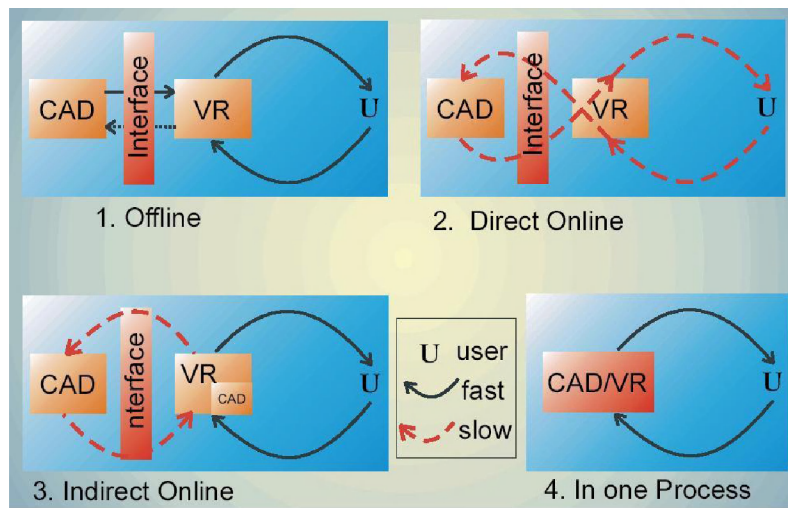 CAD
Interface
VR
U
1. Offline
CAD
Interface
VR
U
2. Direct Online
CAD
nterface
VR
CAD
U
3. Indirect Online
U user
fast
slow
CAD/VR
U
4. In one Process